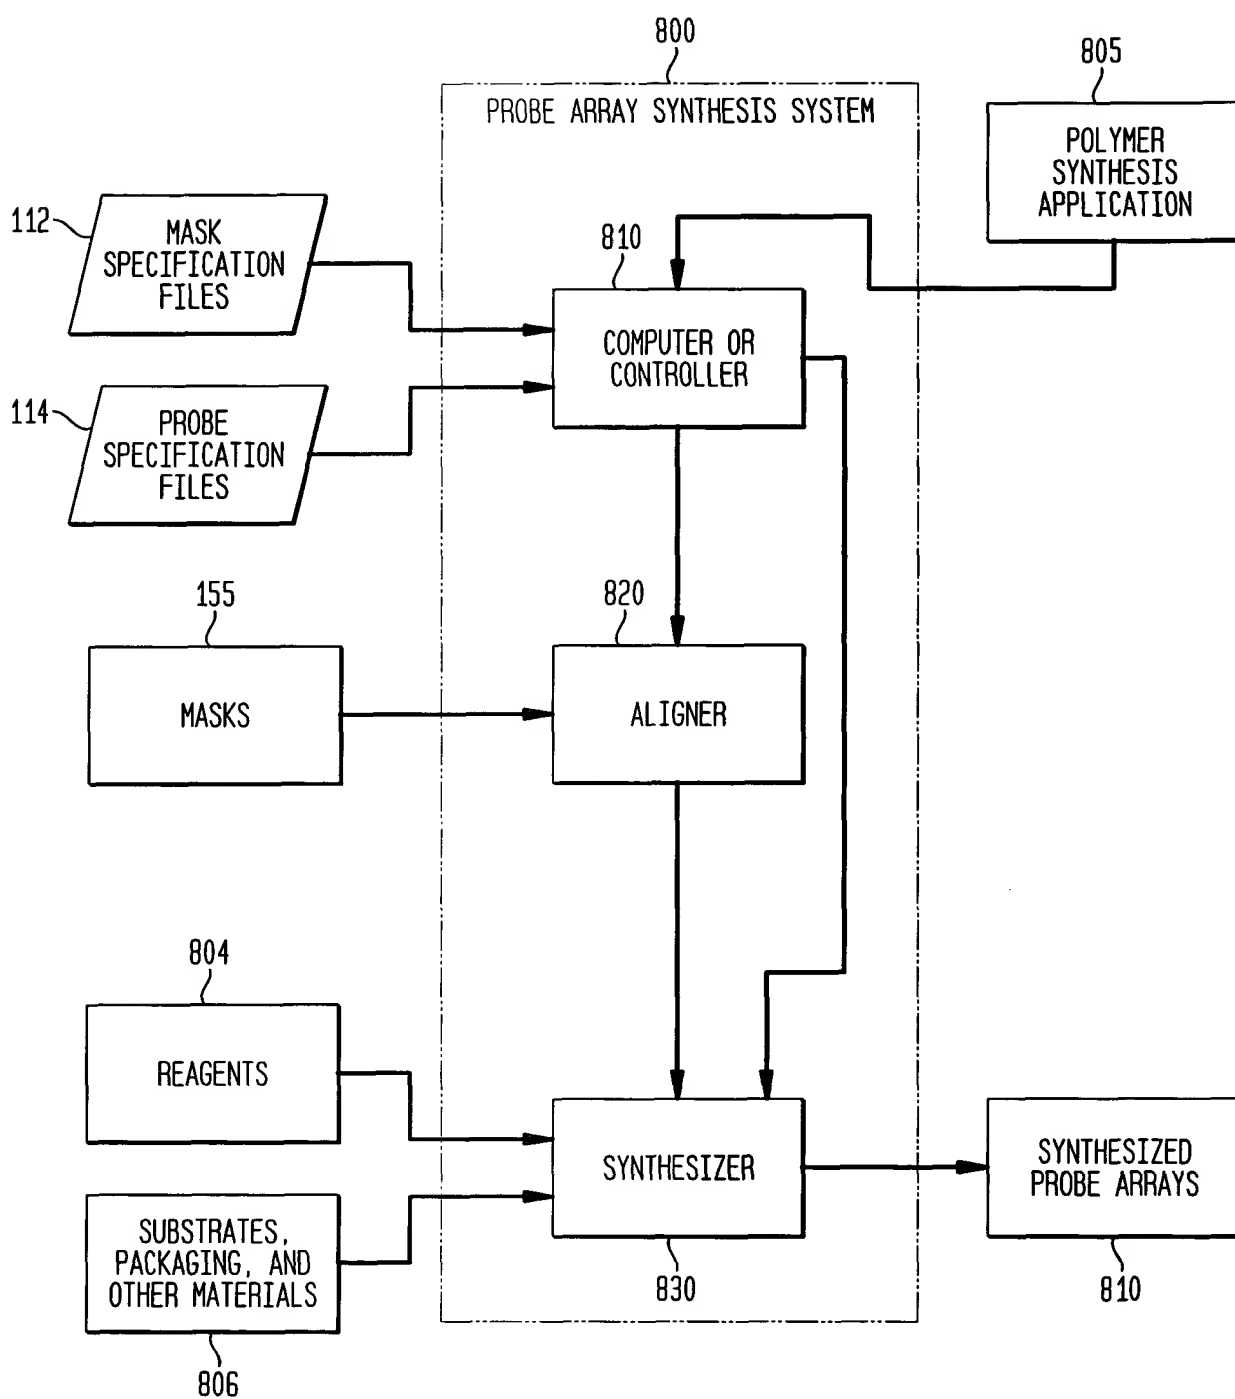 800
805
PROBE ARRAY SYNTHESIS SYSTEM
POLYMER
SYNTHESIS
APPLICATION
112
MASK
SPECIFICATION
FILES
810
COMPUTER OR
CONTROLLER
114
PROBE
SPECIFICATION
FILES
155
MASKS
820
ALIGNER
804
REAGENTS
SYNTHESIZER
830
SYNTHESIZED
PROBE ARRAYS
810
SUBSTRATES,
PACKAGING, AND
OTHER MATERIALS
806